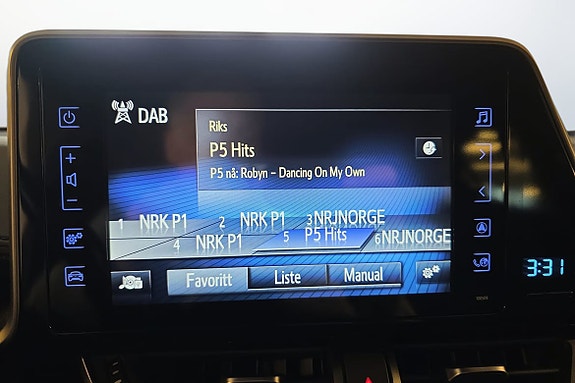 DAB
Riks
P5 Hits
P5 nå: Robyn – Dancing On My Own
1 NRK P1 2 NRK P1 3 NRJNORGE
4 NRK P1 5 P5 Hits 6 NRJNORGE
Favoritt Liste Manual
3:31